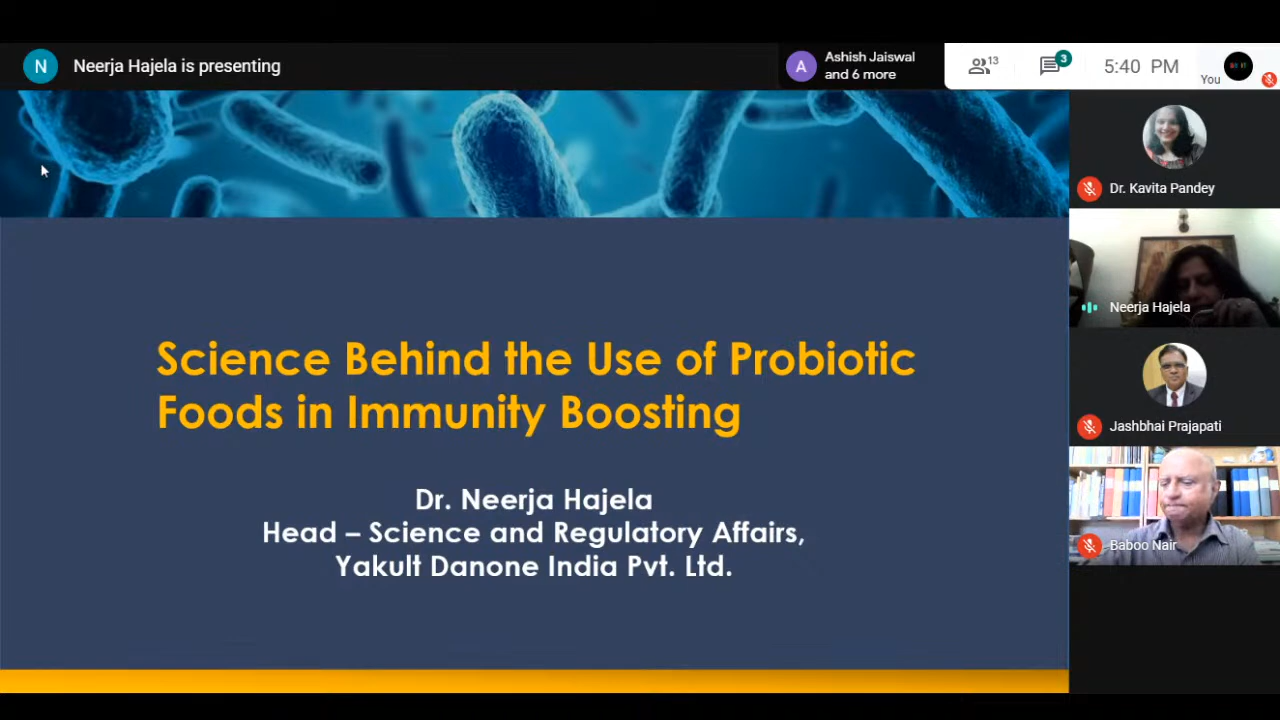 N
Neerja Hajela is presenting
A
Ashish Jaiswal
and 6 more
13
3
5:40 PM
You
Dr. Kavita Pandey
Neerja Hajela
Jashbhai Prajapati
Baboo Nair
Science Behind the Use of Probiotic
Foods in Immunity Boosting
Dr. Neerja Hajela
Head – Science and Regulatory Affairs,
Yakult Danone India Pvt. Ltd.